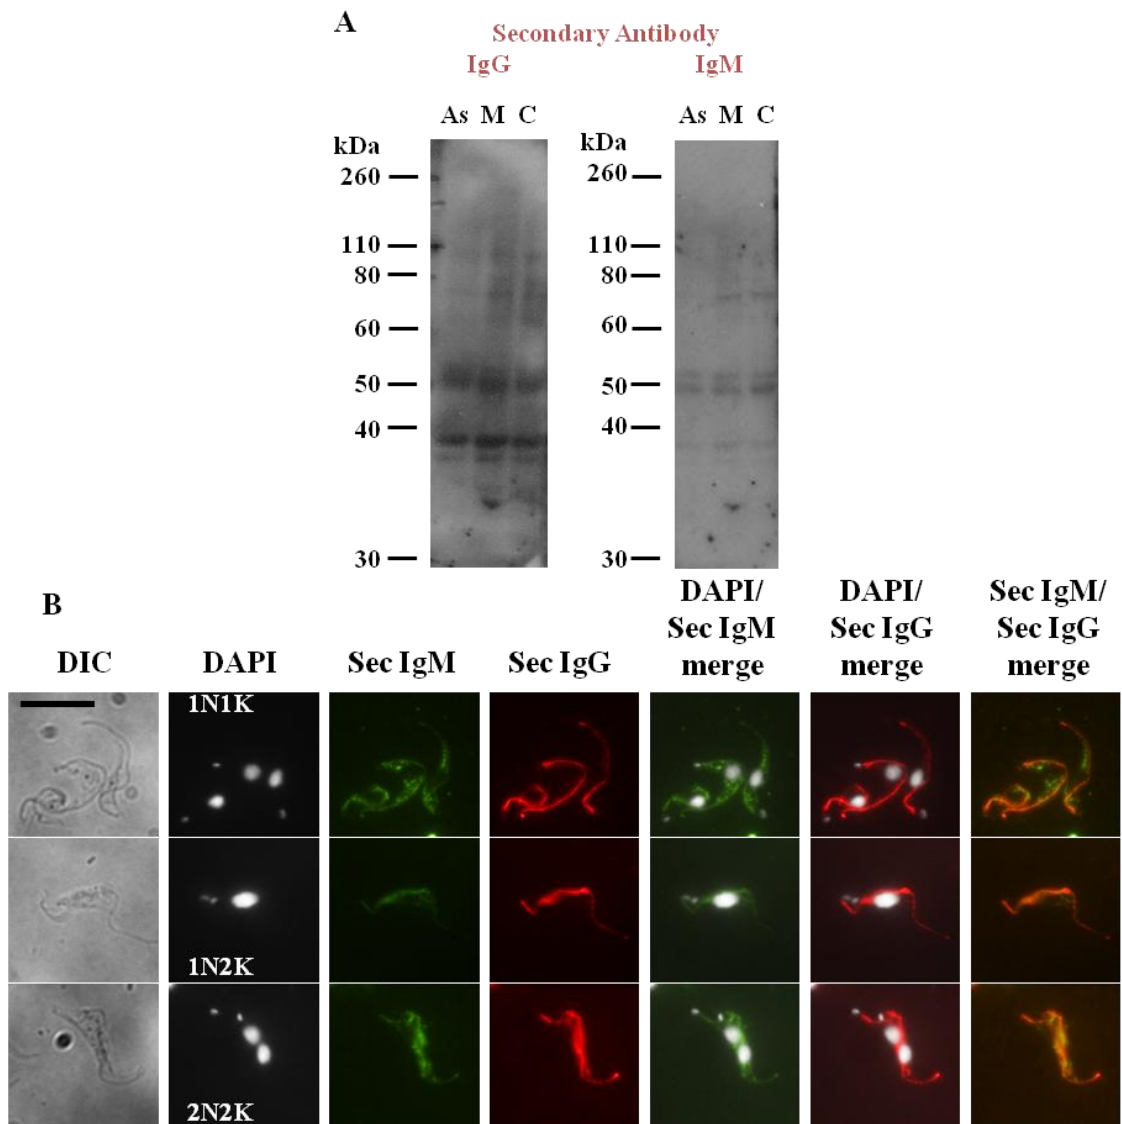 A
Secondary Antibody
IgG
IgM
As M C
As M C
kDa
260
110
80
60
50
40
30
kDa
260
110
80
60
50
40
30
B
DIC
DAPI
Sec IgM
Sec IgG
DAPI/
Sec IgM
merge
DAPI/
Sec IgG
merge
Sec IgM/
Sec IgG
merge
1N1K
1N2K
2N2K